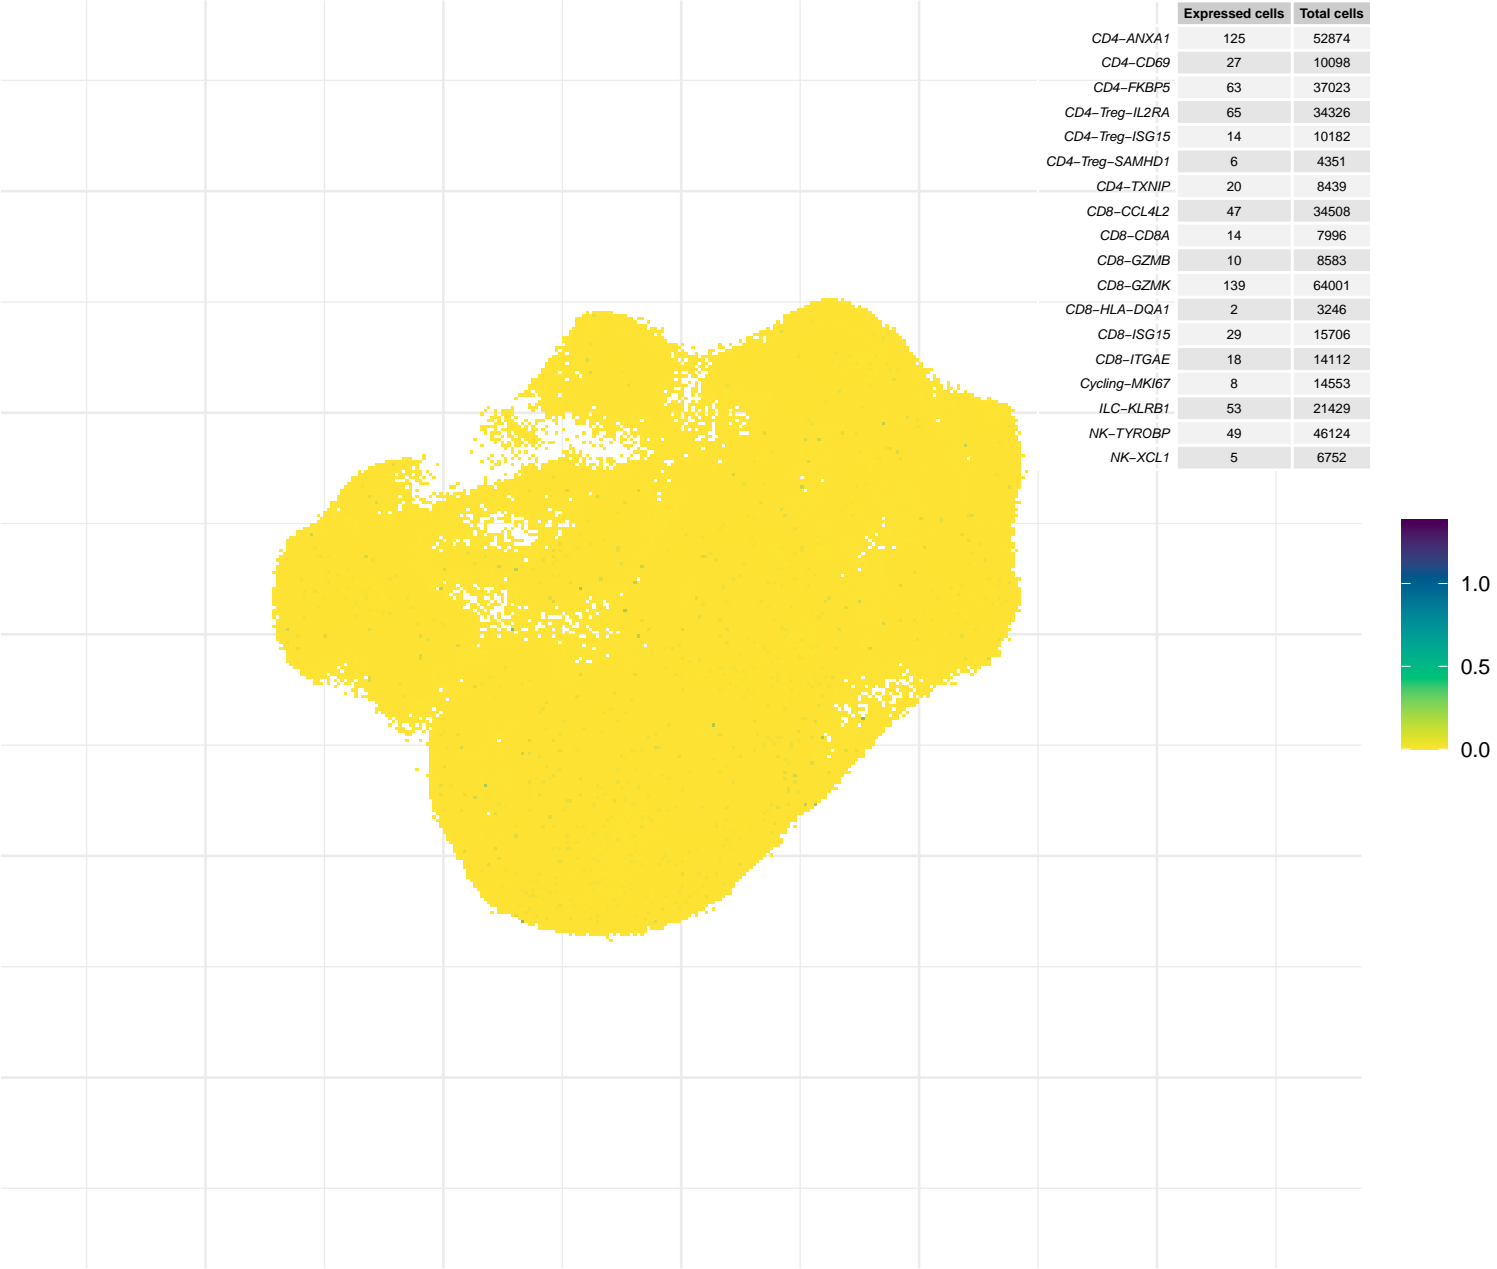 Expressed cells Total cells
CD4−ANXA1 125 52874
CD4−CD69 27 10098
CD4−FKBP5 63 37023
CD4−Treg−IL2RA 65 34326
CD4−Treg−ISG15 14 10182
CD4−Treg−SAMHD1 6 4351
CD4−TXNIP 20 8439
CD8−CCL4L2 47 34508
CD8−CD8A 14 7996
CD8−GZMB 10 8583
CD8−GZMK 139 64001
CD8−HLA−DQA1 2 3246
CD8−ISG15 29 15706
CD8−ITGAE 18 14112
Cycling−MKI67 8 14553
ILC−KLRB1 53 21429
NK−TYROBP 49 46124
NK−XCL1 5 6752
1.0
0.5
0.0